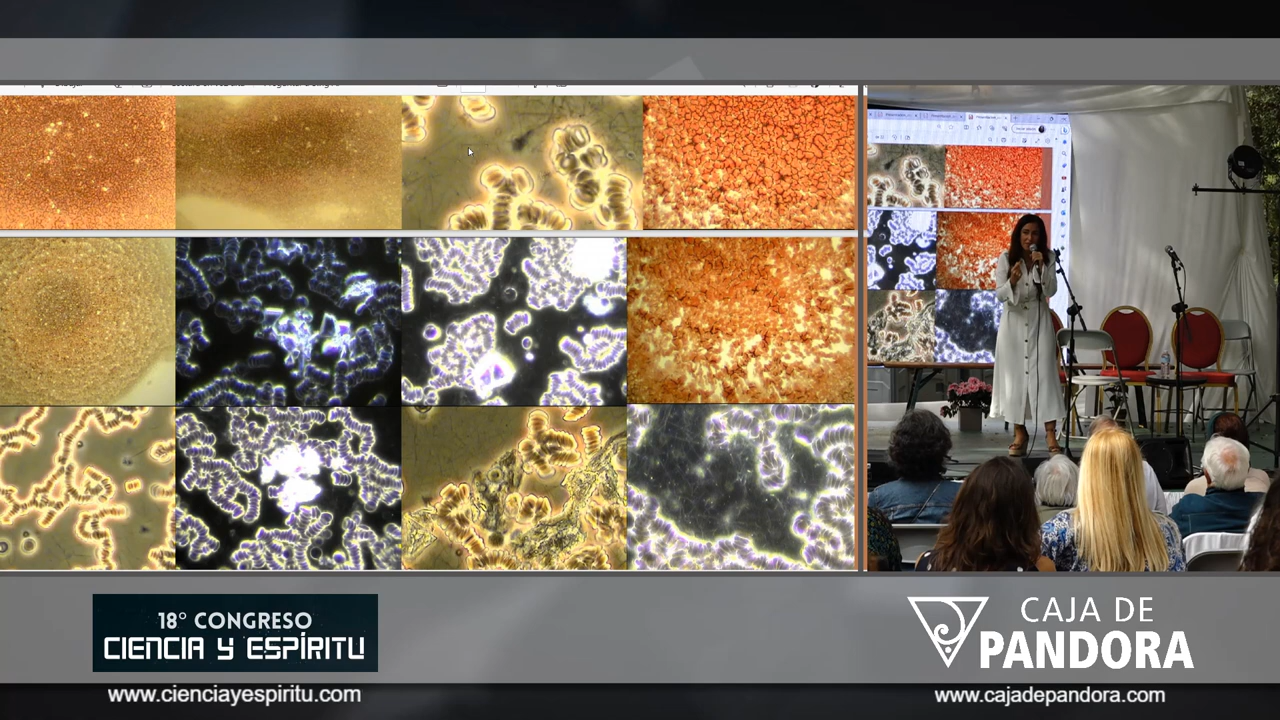 18° CONGRESO
CIENCIA Y ESPÍRITU
www.cienciayespiritu.com
CAJA DE
PANDORA
www.cajadepandora.com